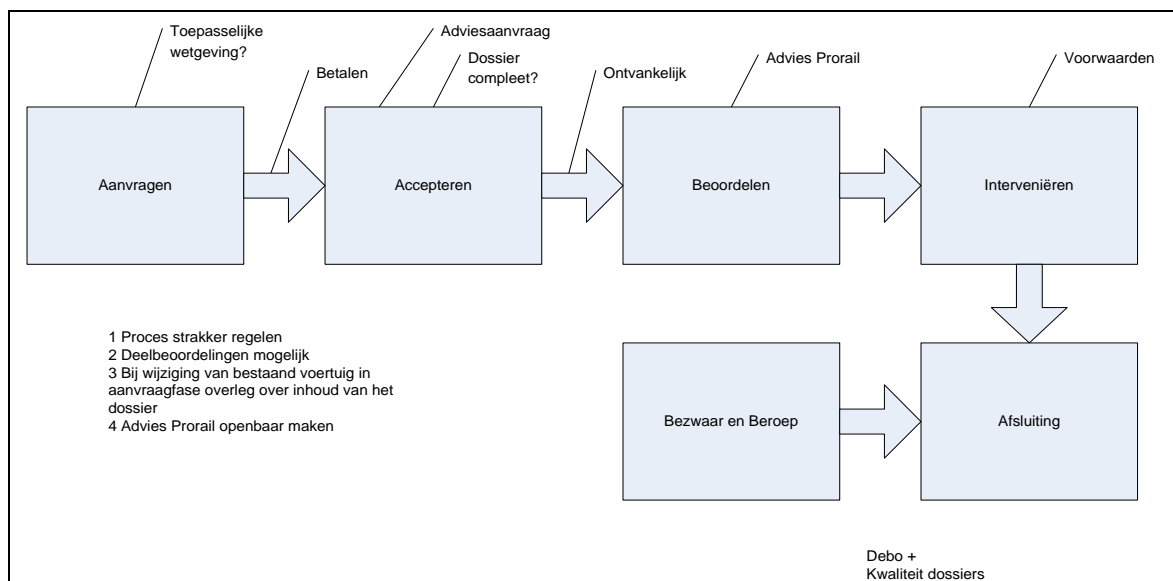 Toepasselijke
wetgeving?
Betalen
Adviesaanvraag
Dossier
compleet?
Ontvankelijk
Advies Prorail
Voorwaarden
Aanvragen
Accepteren
Beoordelen
Interveniëren
1 Proces strakker regelen
2 Deelbeoordelingen mogelijk
3 Bij wijziging van bestaand voertuig in
aanvraagfase overleg over inhoud van het
dossier
4 Advies Prorail openbaar maken
Bezwaar en Beroep
Afsluiting
Debo +
Kwaliteit dossiers